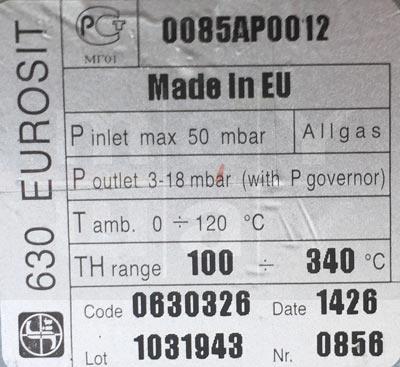 630 EUROSIT
РСТ
МГ01
0085AP0012
Made In EU
P inlet max 50 mbar Allgas
P outlet 3-18 mbar (with P governor)
T amb. 0 ÷ 120 °C
TH range 100 ÷ 340 °C
Code 0630326 Date 1426
Lot 1031943 Nr. 0856